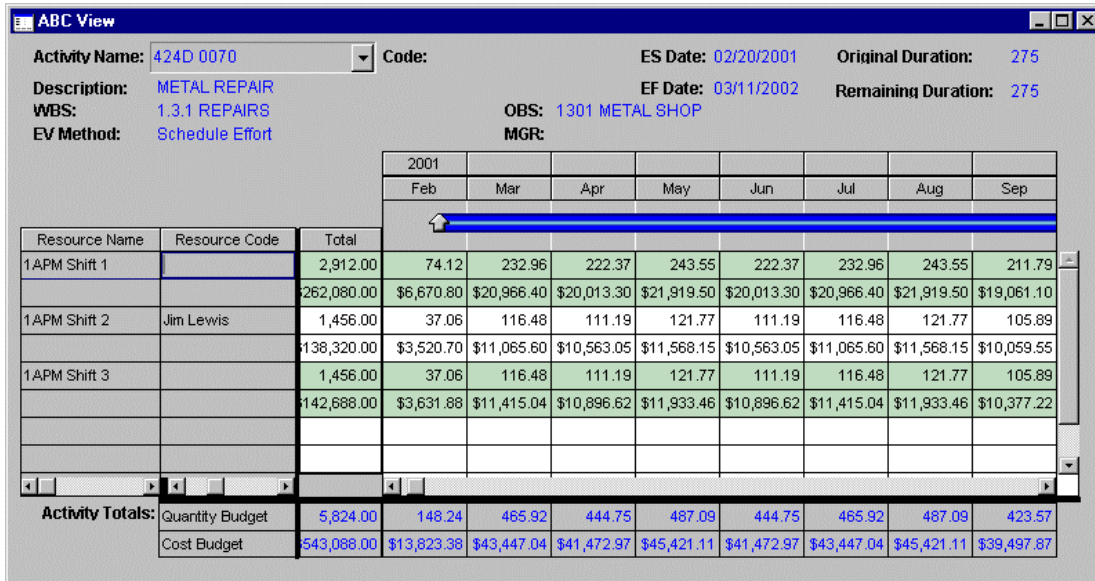 ABC View
Activity Name: 424D 0070 Code: ES Date: 02/20/2001 Original Duration: 275
Description: METAL REPAIR EF Date: 03/11/2002 Remaining Duration: 275
WBS: 1.3.1 REPAIRS OBS: 1301 METAL SHOP
EV Method: Schedule Effort MGR:
2001
Feb Mar Apr May Jun Jul Aug Sep
Resource Name Resource Code Total
1APM Shift 1 2,912.00 74.12 232.96 222.37 243.55 222.37 232.96 243.55 211.79
$262,080.00 $6,670.80 $20,966.40 $20,013.30 $21,919.50 $20,013.30 $20,966.40 $21,919.50 $19,061.10
1APM Shift 2 Jim Lewis 1,456.00 37.06 116.48 111.19 121.77 111.19 116.48 121.77 105.89
$138,320.00 $3,520.70 $11,065.60 $10,563.05 $11,568.15 $10,563.05 $11,065.60 $11,568.15 $10,059.55
1APM Shift 3 1,456.00 37.06 116.48 111.19 121.77 111.19 116.48 121.77 105.89
$142,688.00 $3,631.88 $11,415.04 $10,896.62 $11,933.46 $10,896.62 $11,415.04 $11,933.46 $10,377.22
Activity Totals: Quantity Budget 5,824.00 148.24 465.92 444.75 487.09 444.75 465.92 487.09 423.57
Cost Budget $543,088.00 $13,823.38 $43,447.04 $41,472.97 $45,421.11 $41,472.97 $43,447.04 $45,421.11 $39,497.87